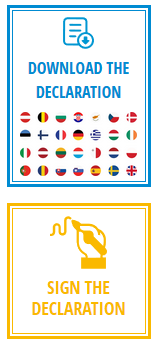 DOWNLOAD THE
DECLARATION
SIGN THE
DECLARATION